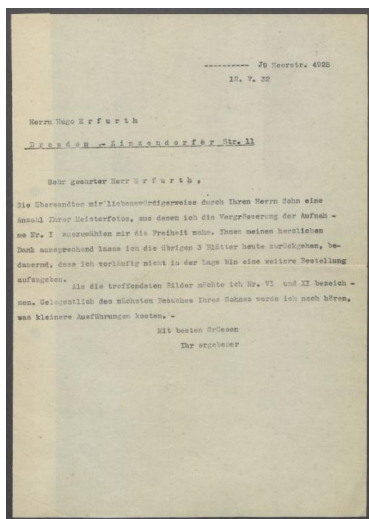 ---------- J9 Heerstr. 4928
18. V. 32
Herrn Hugo E r f u r t h
D r e s d e n - Z i n z e n d o r f e r Str. 11
Sehr geehrter Herr E r f u r t h ,
Sie übersandten mir liebenswürdigerweise durch Ihren Herrn Sohn eine
Anzahl Ihrer Meisterfotos, aus denen ich die Vergrösserung der Aufnah -
me Nr. I auszuwählen mir die Freiheit nahm. Ihnen meinen herzlichen
Dank aussprechend lasse ich die übrigen 3 Blätter heute zurückgehen, be-
dauernd, dass ich vorläufig nicht in der Lage bin eine weitere Bestellung
aufzugeben.
Als die treffendsten Bilder möchte ich Nr. VI und XI bezeich -
nen. Gelegentlich des nächsten Besuches Ihres Sohnes werde ich noch hören,
was kleinere Ausführungen kosten. -
Mit besten Grüssen
Ihr ergebener